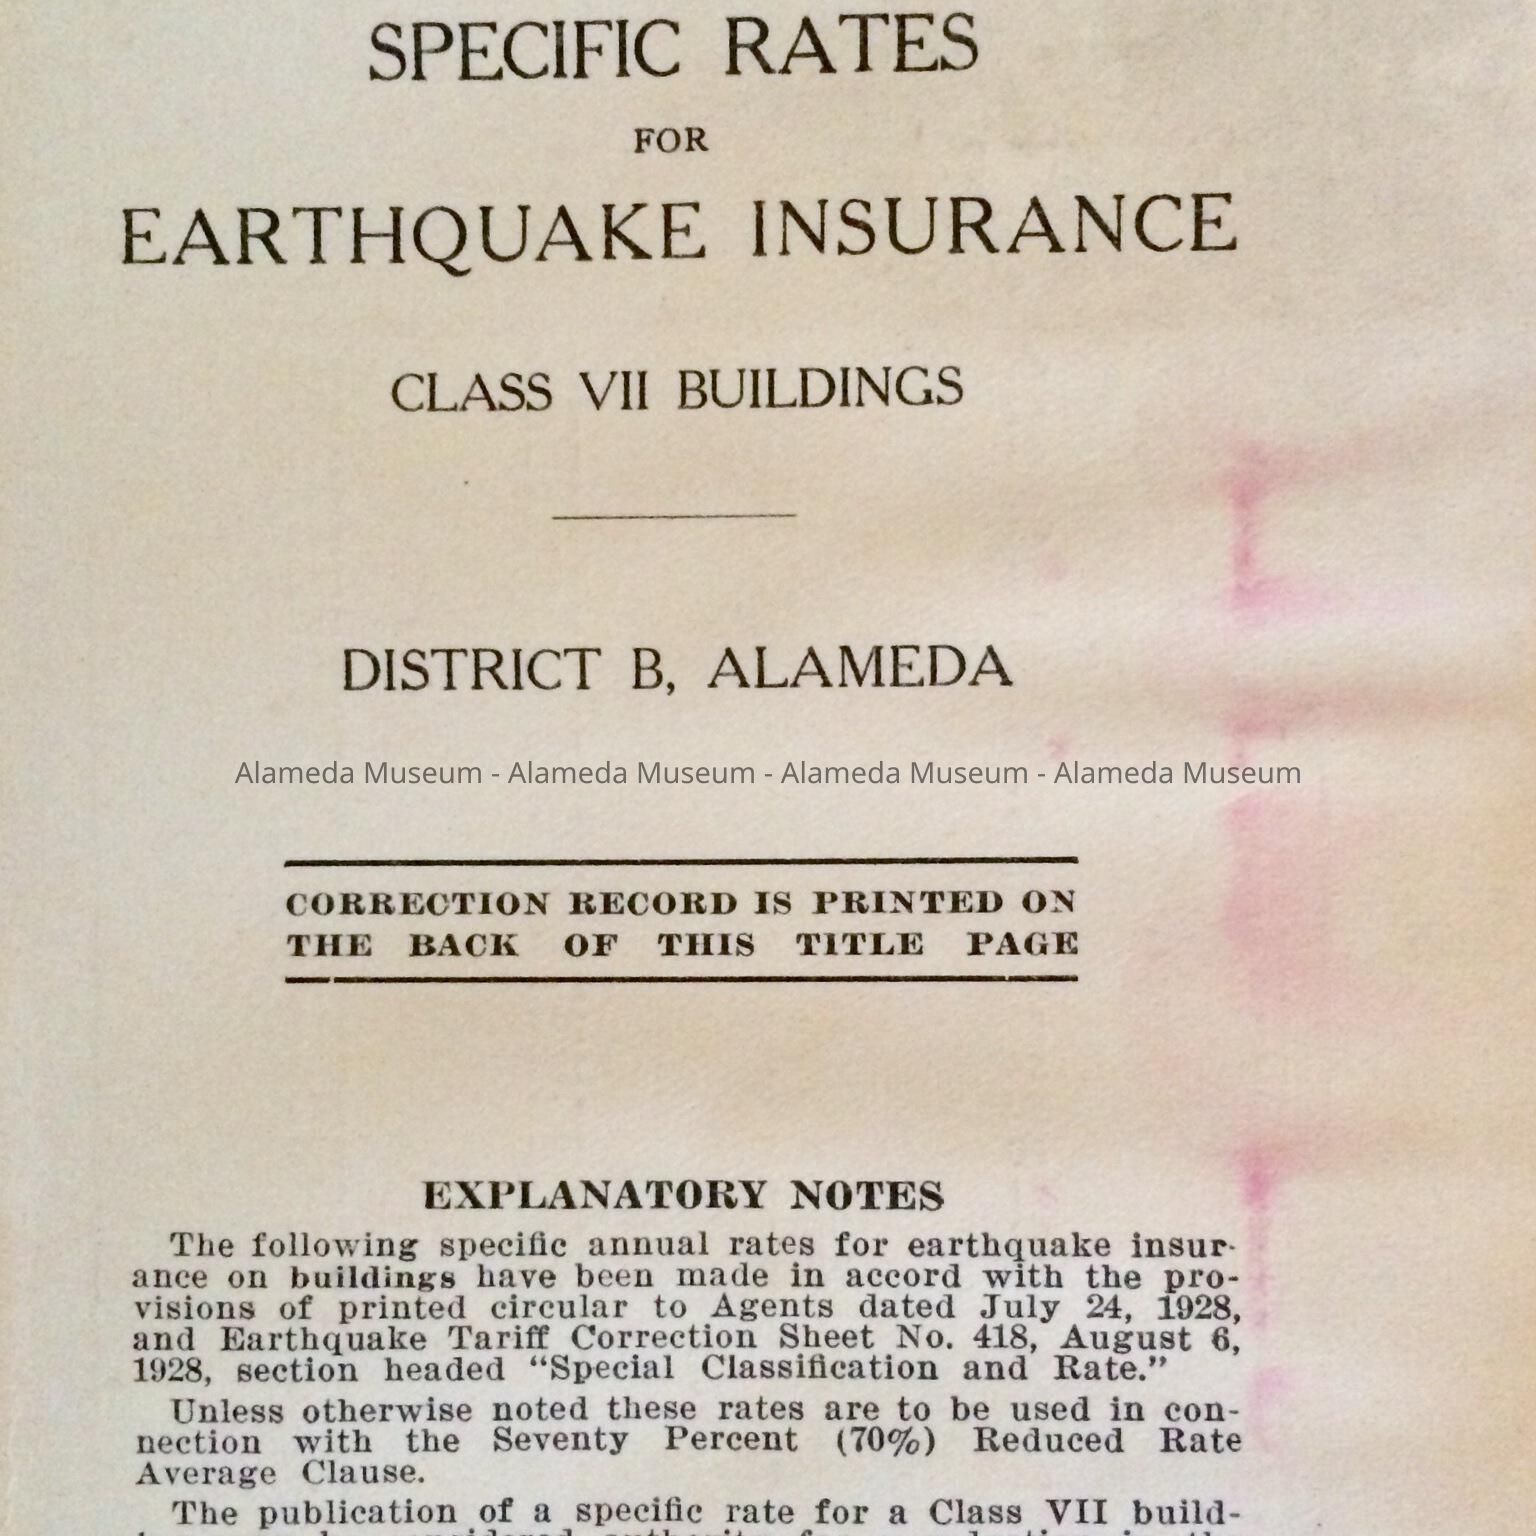 SPECIFIC RATES
FOR
EARTHQUAKE INSURANCE
CLASS VII BUILDINGS
DISTRICT B, ALAMEDA
Alameda Museum - Alameda Museum - Alameda Museum - Alameda Museum
CORRECTION RECORD IS PRINTED ON
THE BACK OF THIS TITLE PAGE
EXPLANATORY NOTES
The following specific annual rates for earthquake insur-
ance on buildings have been made in accord with the pro-
visions of printed circular to Agents dated July 24, 1928,
and Earthquake Tariff Correction Sheet No. 418, August 6,
1928, section headed “Special Classification and Rate.”
Unless otherwise noted these rates are to be used in con-
nection with the Seventy Percent (70%) Reduced Rate
Average Clause.
The publication of a specific rate for a Class VII build-